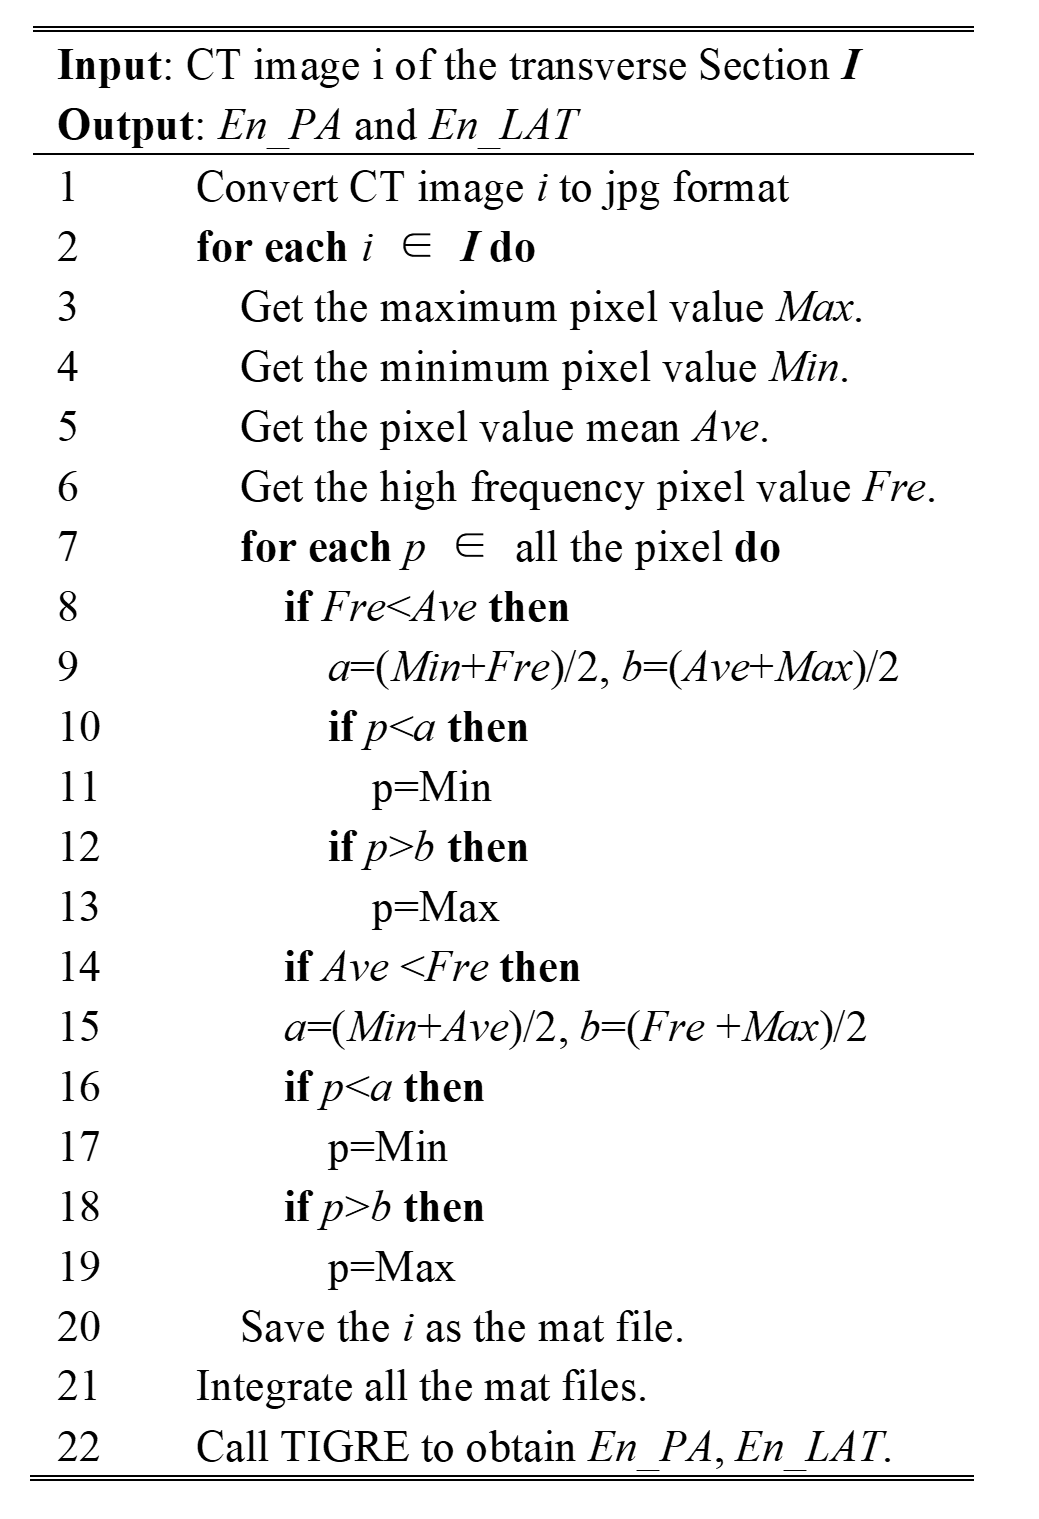 Input: CT image i of the transverse Section I
Output: En_PA and En_LAT
1 Convert CT image i to jpg format
2 for each i ∈ I do
3 Get the maximum pixel value Max.
4 Get the minimum pixel value Min.
5 Get the pixel value mean Ave.
6 Get the high frequency pixel value Fre.
7 for each p ∈ all the pixel do
8 if Fre<Ave then
9 a=(Min+Fre)/2, b=(Ave+Max)/2
10 if p<a then
11 p=Min
12 if p>b then
13 p=Max
14 if Ave <Fre then
15 a=(Min+Ave)/2, b=(Fre +Max)/2
16 if p<a then
17 p=Min
18 if p>b then
19 p=Max
20 Save the i as the mat file.
21 Integrate all the mat files.
22 Call TIGRE to obtain En_PA, En_LAT.